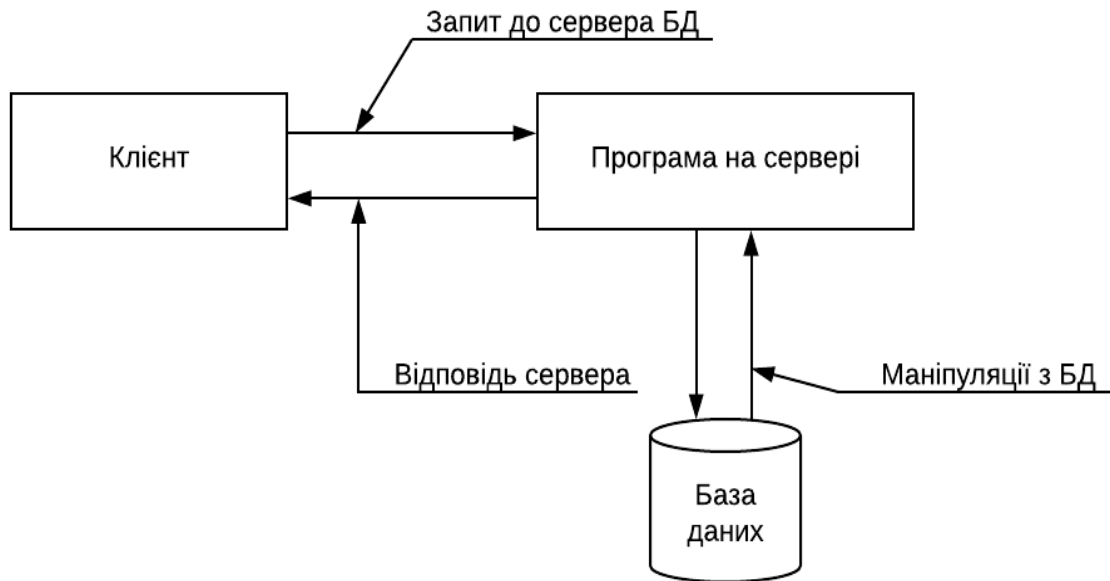 Запит до сервера БД
Клієнт
Програма на сервері
Відповідь сервера
Маніпуляції з БД
База
даних